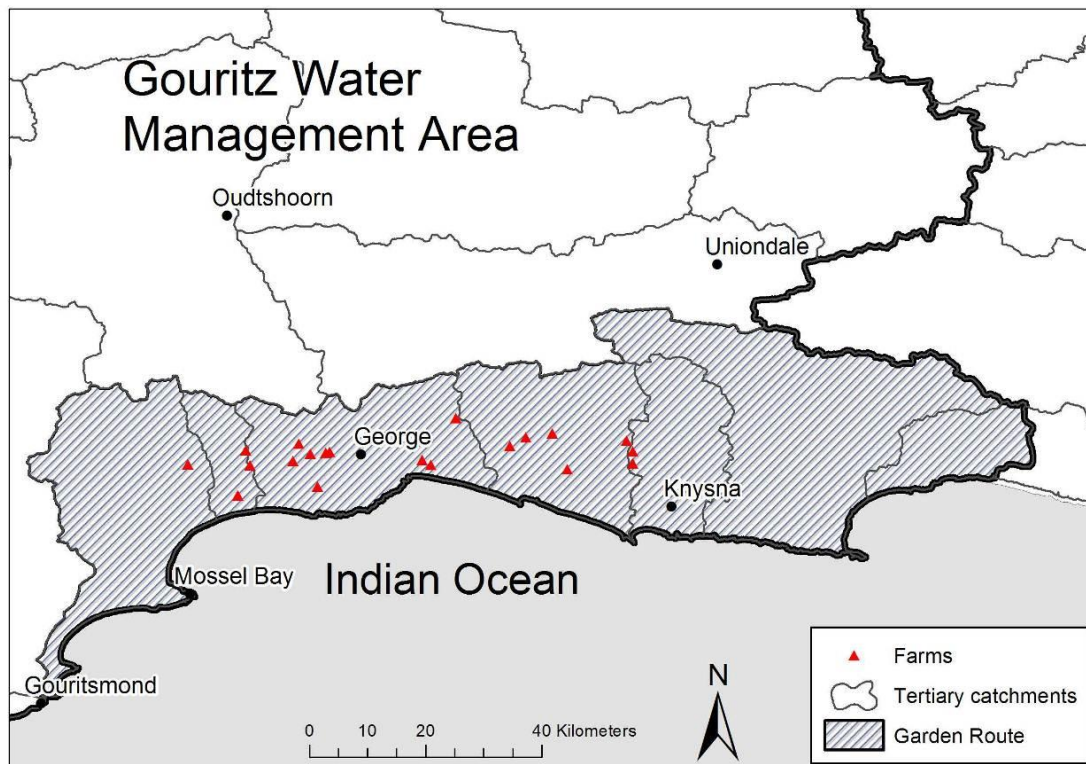 Gouritz Water
Management Area
Oudtshoorn
Uniondale
George
Knysna
Mossel Bay
Indian Ocean
Gouritsmond
N
0 10 20 40 Kilometers
Farms
Tertiary catchments
Garden Route